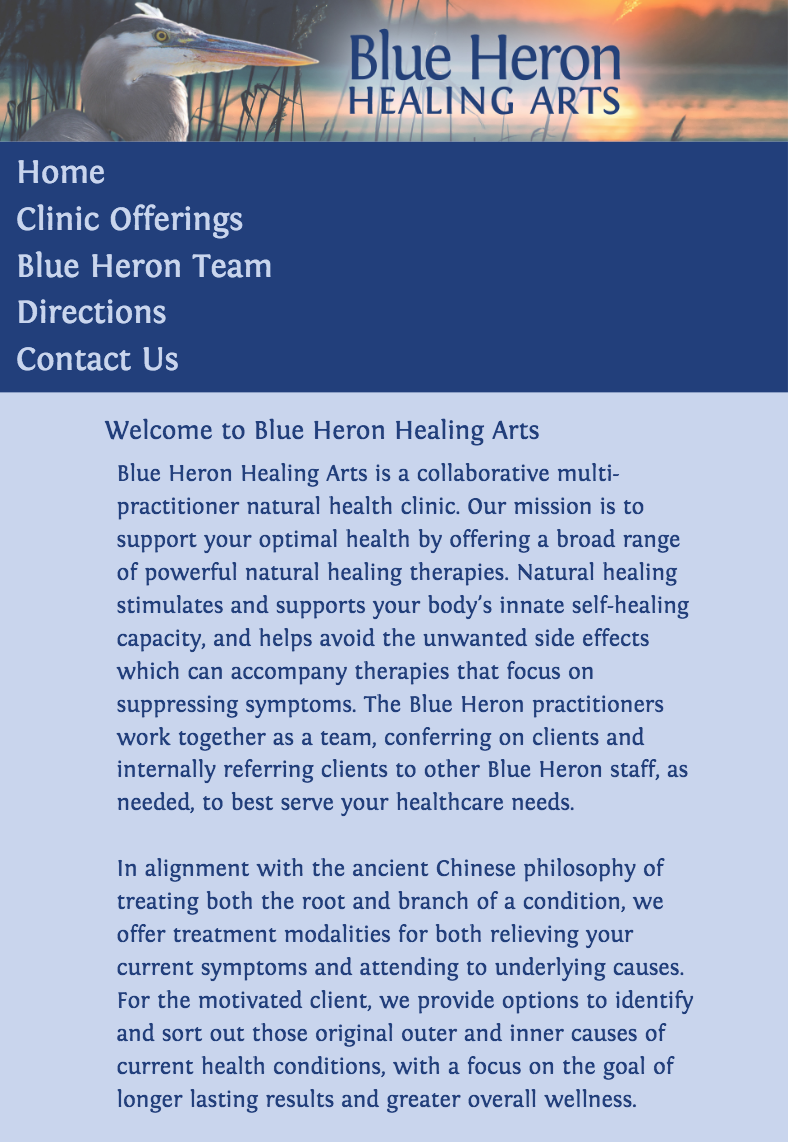 Blue Heron
HEALING ARTS
Home
Clinic Offerings
Blue Heron Team
Directions
Contact Us
Welcome to Blue Heron Healing Arts
Blue Heron Healing Arts is a collaborative multi-
practitioner natural health clinic. Our mission is to
support your optimal health by offering a broad range
of powerful natural healing therapies. Natural healing
stimulates and supports your body's innate self-healing
capacity, and helps avoid the unwanted side effects
which can accompany therapies that focus on
suppressing symptoms. The Blue Heron practitioners
work together as a team, conferring on clients and
internally referring clients to other Blue Heron staff, as
needed, to best serve your healthcare needs.
In alignment with the ancient Chinese philosophy of
treating both the root and branch of a condition, we
offer treatment modalities for both relieving your
current symptoms and attending to underlying causes.
For the motivated client, we provide options to identify
and sort out those original outer and inner causes of
current health conditions, with a focus on the goal of
longer lasting results and greater overall wellness.